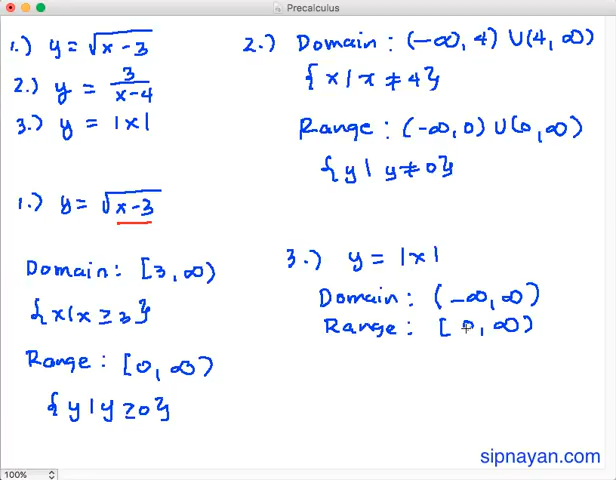 Precalculus
1.) y = √(x-3)
2.) y = 3/(x-4)
3.) y = |x|
1.) y = √(x-3)
Domain: [3, ∞)
{x|x ≥ 3}
Range: [0, ∞)
{y|y ≥ 0}
2.) Domain: (-∞, 4) ∪ (4, ∞)
{x|x ≠ 4}
Range: (-∞, 0) ∪ (0, ∞)
{y|y ≠ 0}
3.) y = |x|
Domain: (-∞, ∞)
Range: [0, ∞)
sipnayan.com
100%